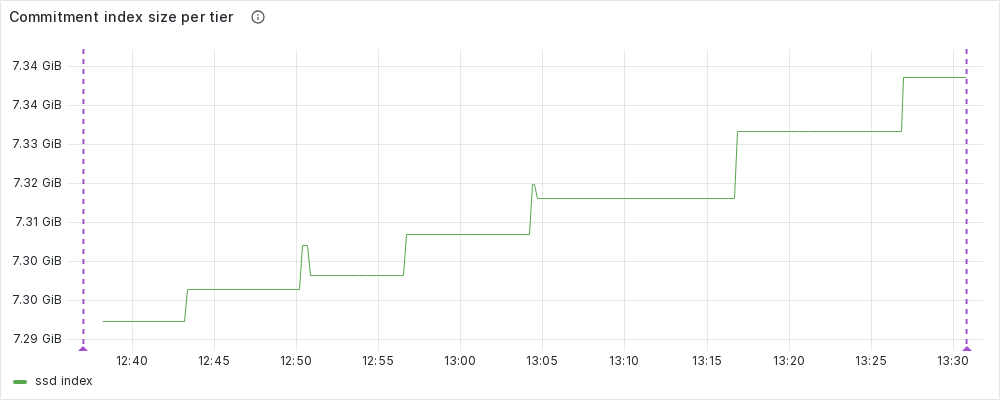 Commitment index size per tier
7.34 GiB
7.34 GiB
7.33 GiB
7.32 GiB
7.31 GiB
7.30 GiB
7.30 GiB
7.29 GiB
12:40 12:45 12:50 12:55 13:00 13:05 13:10 13:15 13:20 13:25 13:30
ssd index